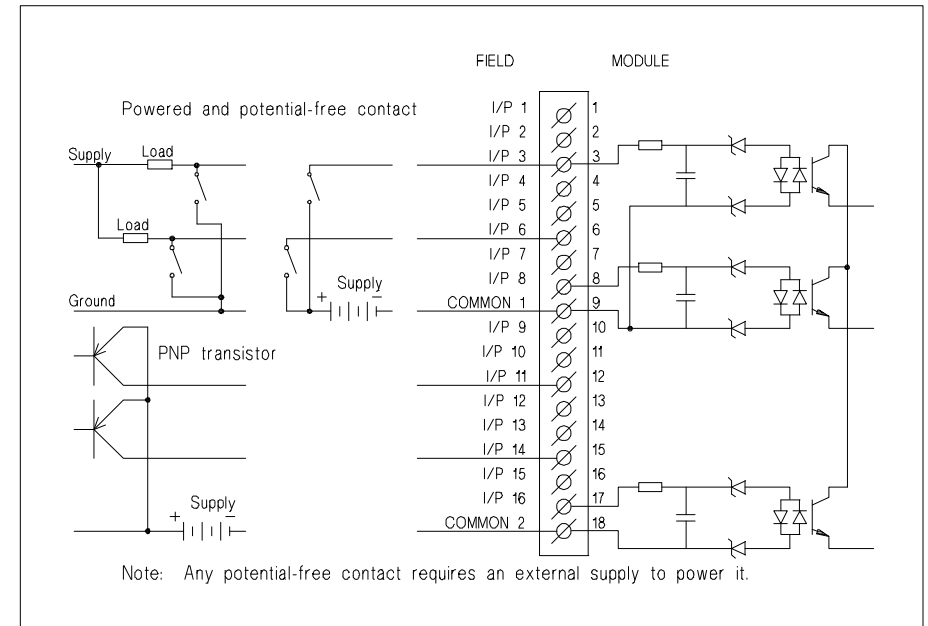 FIELD MODULE
Powered and potential-free contact
Supply Load
Load
Supply
+ −
Ground
PNP transistor
Supply
+ −
I/P 1 1
I/P 2 2
I/P 3 3
I/P 4 4
I/P 5 5
I/P 6 6
I/P 7 7
I/P 8 8
COMMON 1 9
I/P 9 10
I/P 10 11
I/P 11 12
I/P 12 13
I/P 13 14
I/P 14 15
I/P 15 16
I/P 16 17
COMMON 2 18
Note: Any potential-free contact requires an external supply to power it.